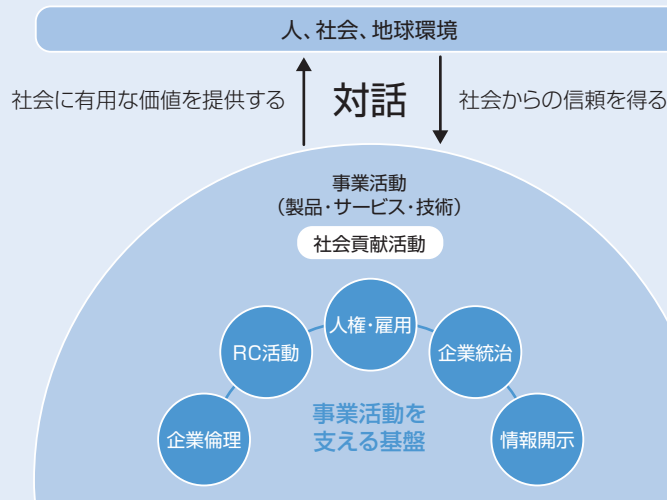 人、社会、地球環境
社会に有用な価値を提供する
対話
社会からの信頼を得る
事業活動
（製品・サービス・技術）
社会貢献活動
人権・雇用
RC活動
企業統治
企業倫理
事業活動を
支える基盤
情報開示